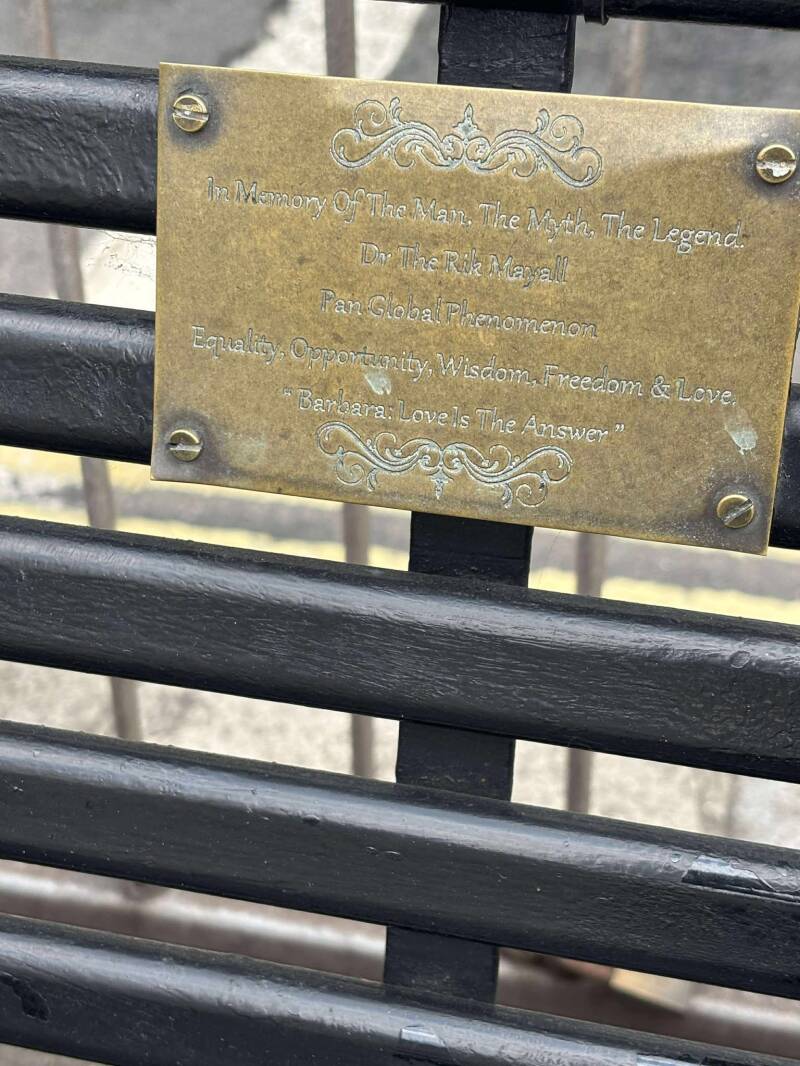 In Memory Of The Man, The Myth, The Legend.
Dr The Rik Mayall
Pan Global Phenomenon
Equality, Opportunity, Wisdom, Freedom & Love.
" Barbara: Love Is The Answer "